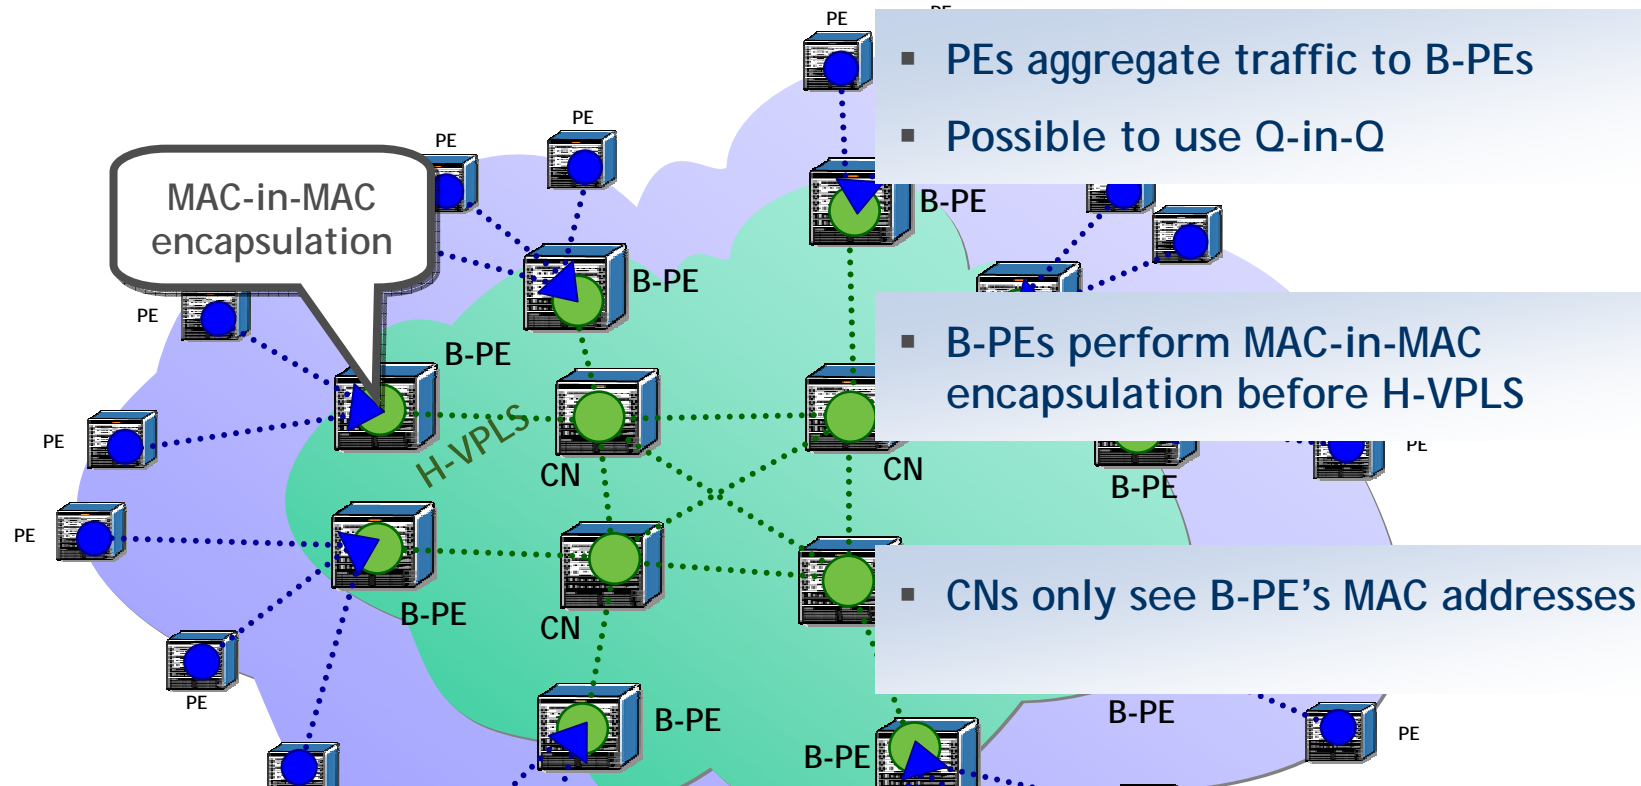 PE
PE
▪ PEs aggregate traffic to B-PEs
▪ Possible to use Q-in-Q
PE
PE
MAC-in-MAC
encapsulation
B-PE
B-PE
PE
B-PE
▪ B-PEs perform MAC-in-MAC
encapsulation before H-VPLS
H-VPLS
PE
CN
CN
B-PE
PE
PE
▪ CNs only see B-PE's MAC addresses
B-PE
CN
PE
B-PE
B-PE
B-PE
PE